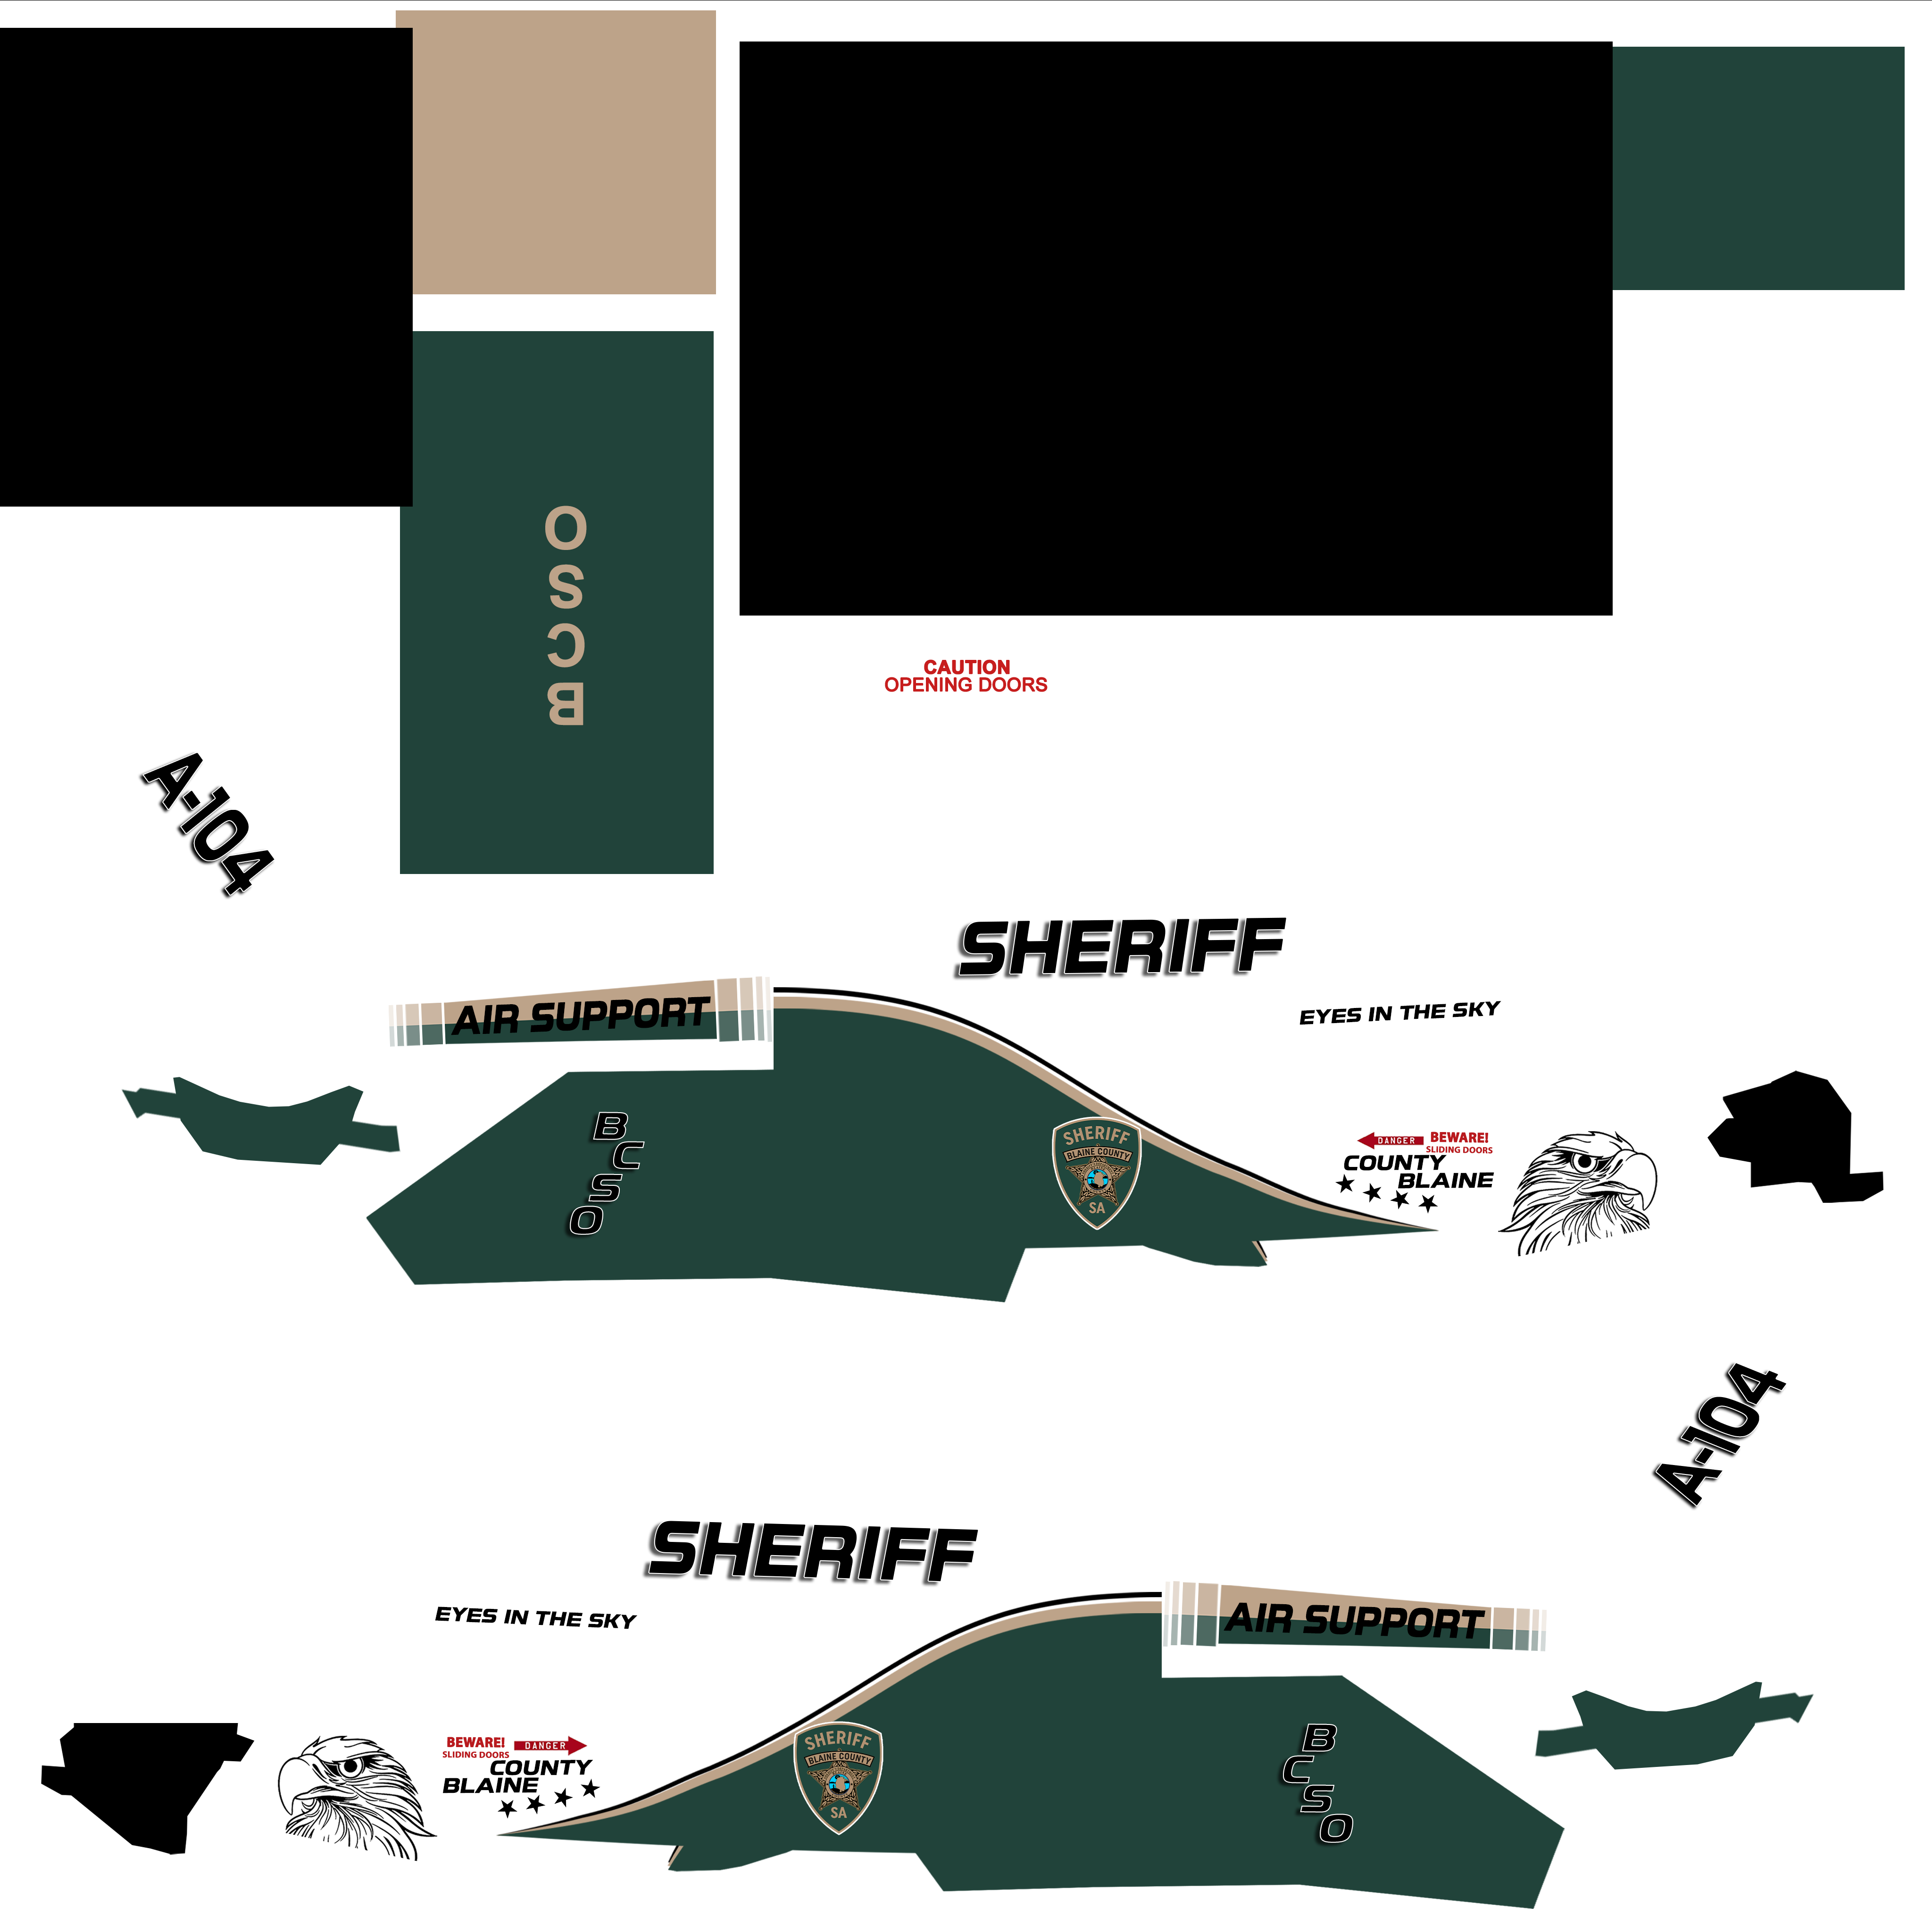 O
S
C
B
CAUTION
OPENING DOORS
A-104
SHERIFF
AIR SUPPORT
EYES IN THE SKY
B
C
S
O
SHERIFF
BLAINE COUNTY
SA
DANGER
BEWARE!
SLIDING DOORS
COUNTY
BLAINE
A-104
SHERIFF
AIR SUPPORT
EYES IN THE SKY
BEWARE!
SLIDING DOORS
DANGER
COUNTY
BLAINE
SHERIFF
BLAINE COUNTY
SA
B
C
S
O